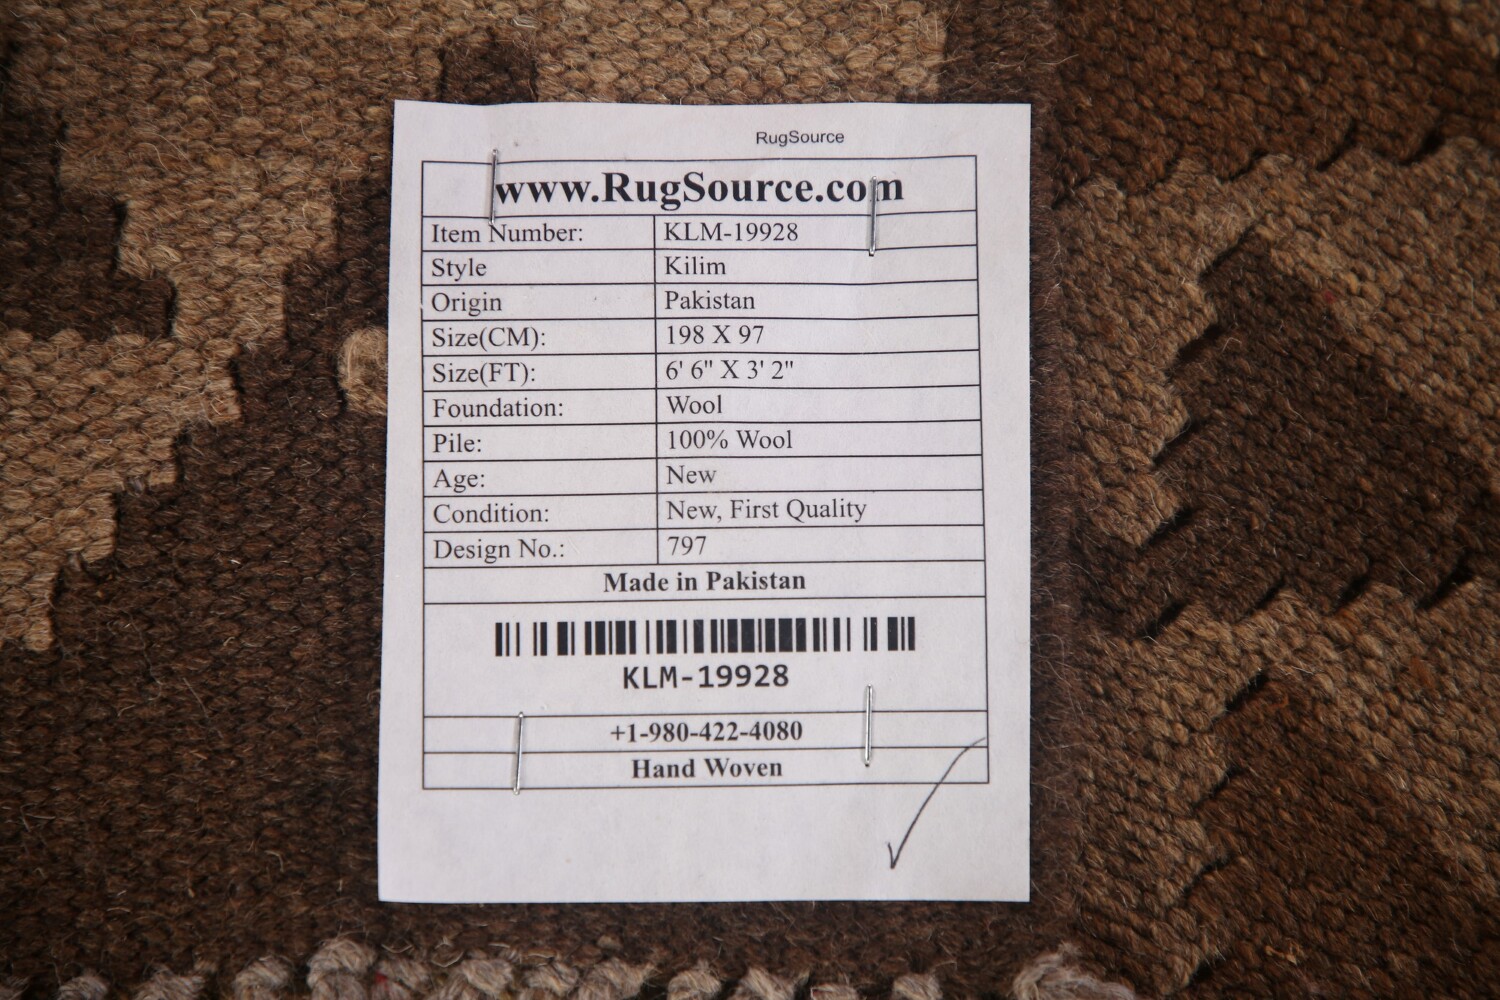 RugSource
www.RugSource.com
Item Number: KLM-19928
Style Kilim
Origin Pakistan
Size(CM): 198 X 97
Size(FT): 6' 6" X 3' 2"
Foundation: Wool
Pile: 100% Wool
Age: New
Condition: New, First Quality
Design No.: 797
Made in Pakistan
KLM-19928
+1-980-422-4080
Hand Woven